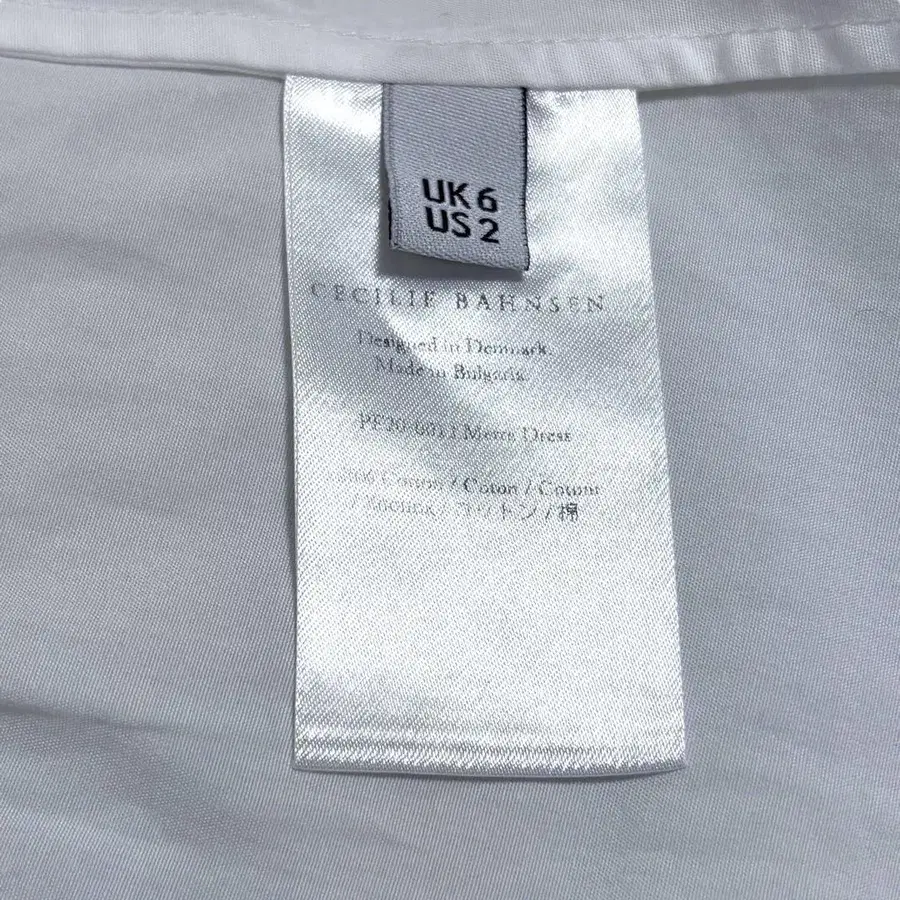 UK 6
US 2
CECILIE BAHNSEN
Designed in Denmark.
Made in Bulgaria.
Dress
Cotton / Coton /
/ コットン / 棉